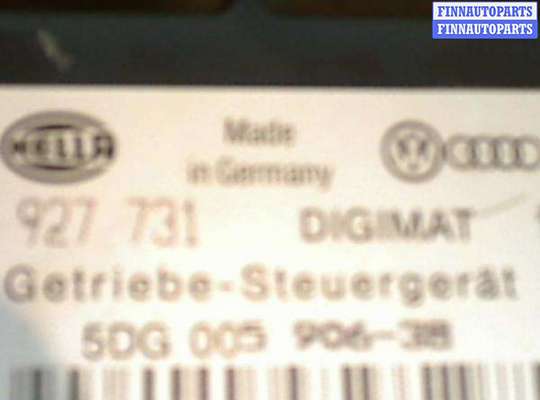 FINNAUTOPARTS
FINNAUTOPARTS
HELLA
Made
in Germany
927 731 DIGIMAT
Getriebe-Steuergerät
5DG 005 906-38